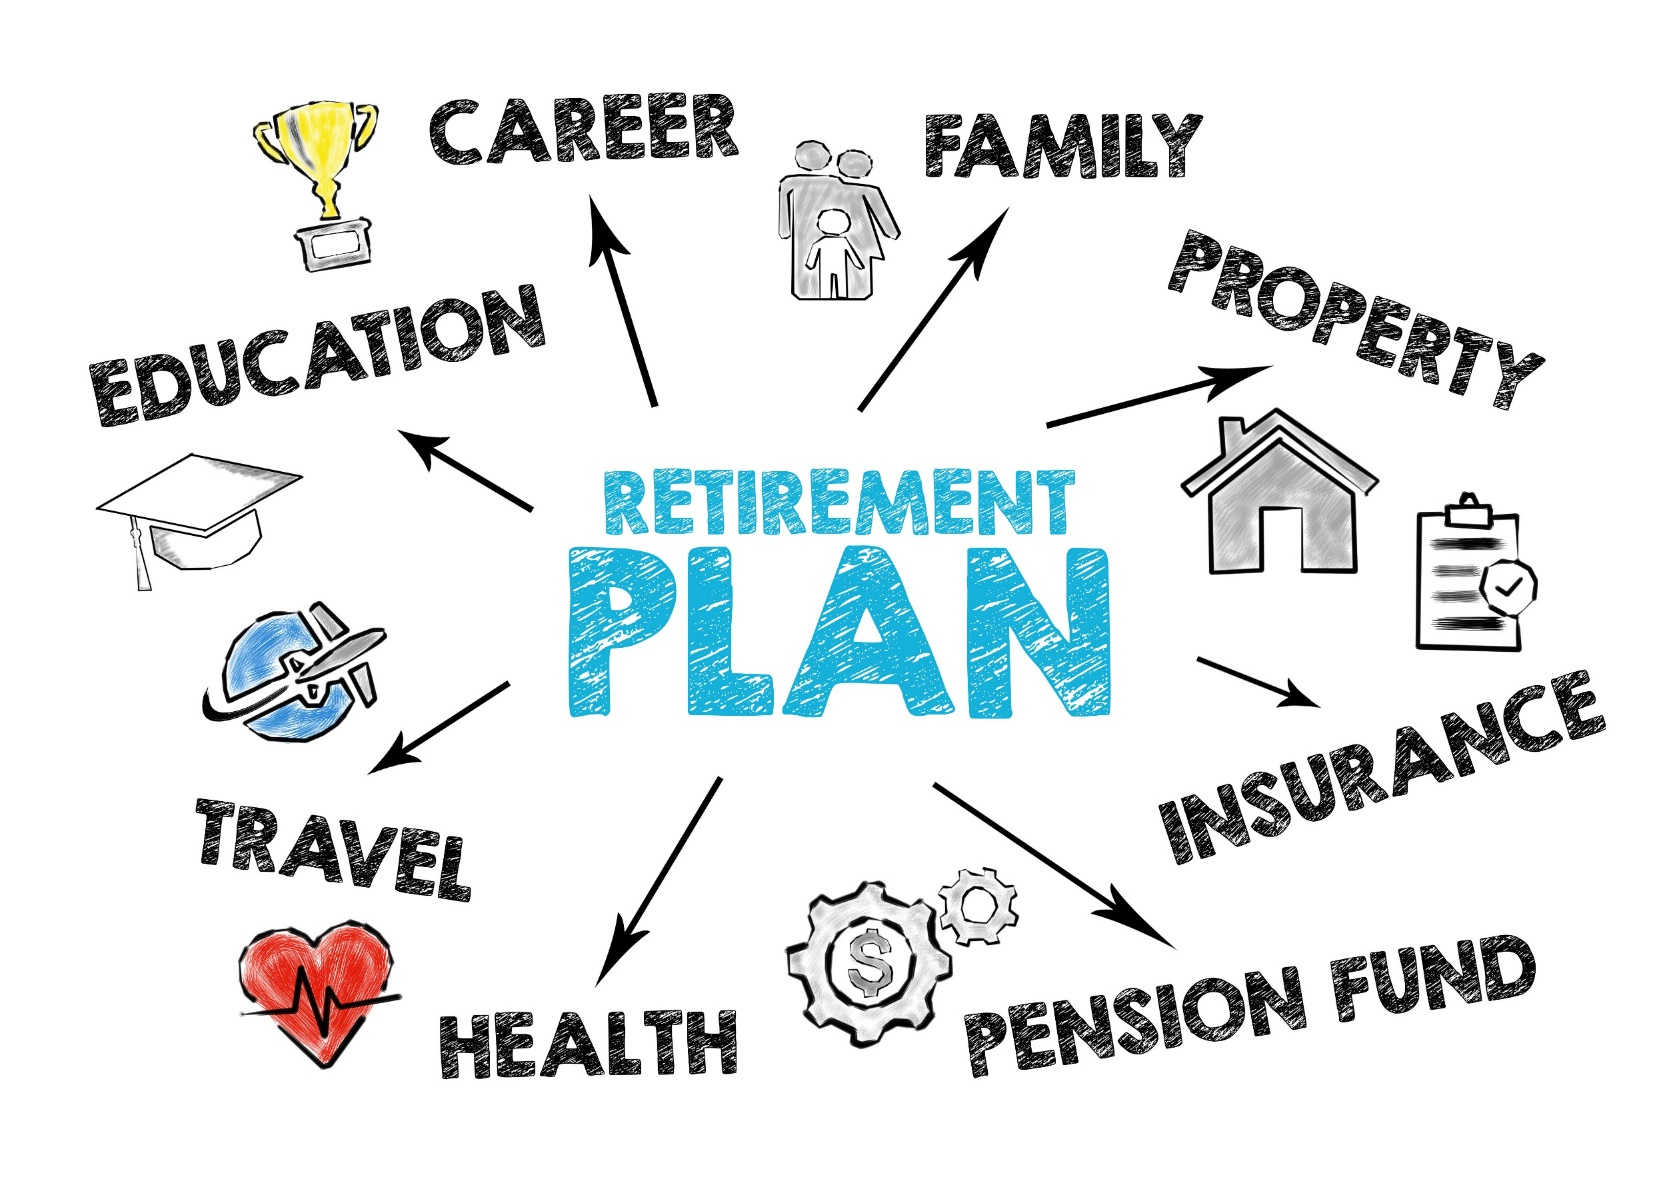 CAREER
FAMILY
PROPERTY
EDUCATION
RETIREMENT
PLAN
INSURANCE
TRAVEL
$
PENSION FUND
HEALTH